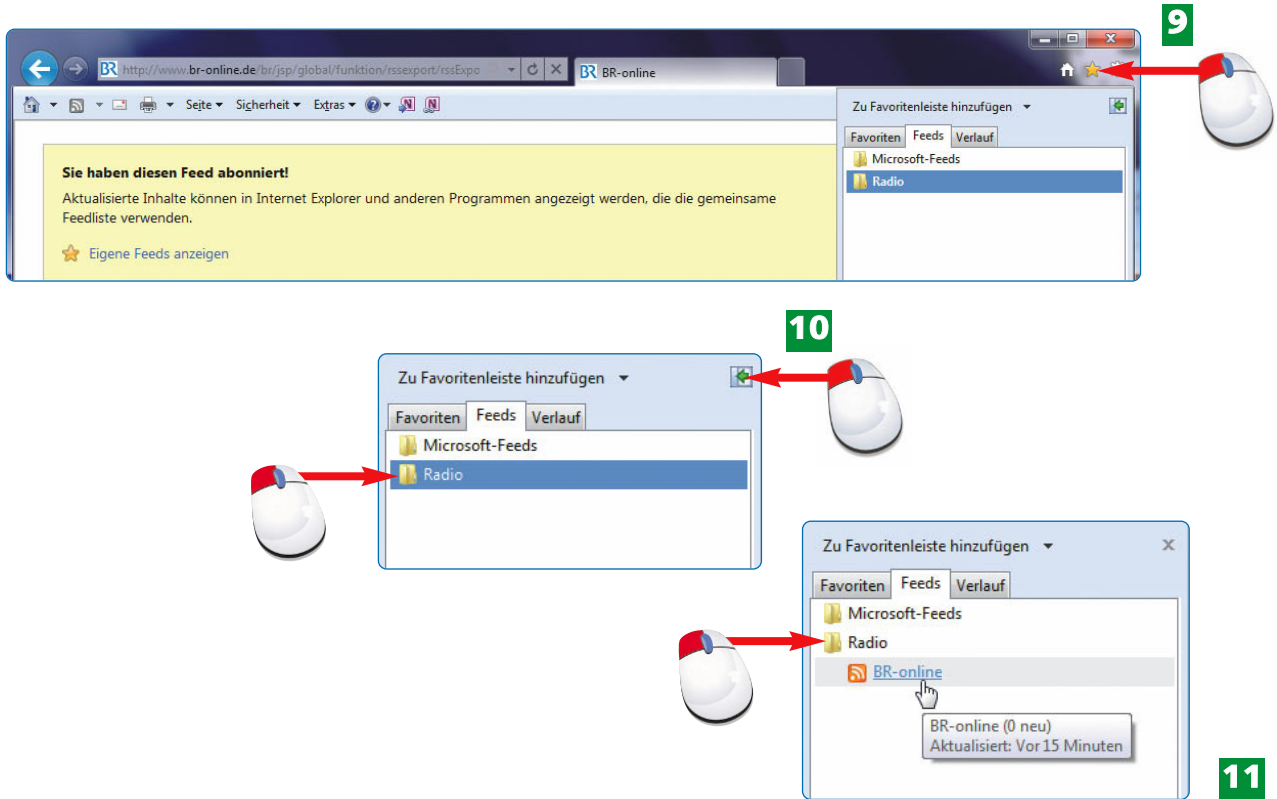 9
BR http://www.br-online.de/br/jsp/global/funktion/rssexport/rssExpo
BR BR-online
Seite Sicherheit Extras
Zu Favoritenleiste hinzufügen
Favoriten Feeds Verlauf
Microsoft-Feeds
Radio
Sie haben diesen Feed abonniert!
Aktualisierte Inhalte können in Internet Explorer und anderen Programmen angezeigt werden, die die gemeinsame
Feedliste verwenden.
Eigene Feeds anzeigen
10
Zu Favoritenleiste hinzufügen
Favoriten Feeds Verlauf
Microsoft-Feeds
Radio
Zu Favoritenleiste hinzufügen
Favoriten Feeds Verlauf
Microsoft-Feeds
Radio
BR-online
BR-online (0 neu)
Aktualisiert: Vor 15 Minuten
11